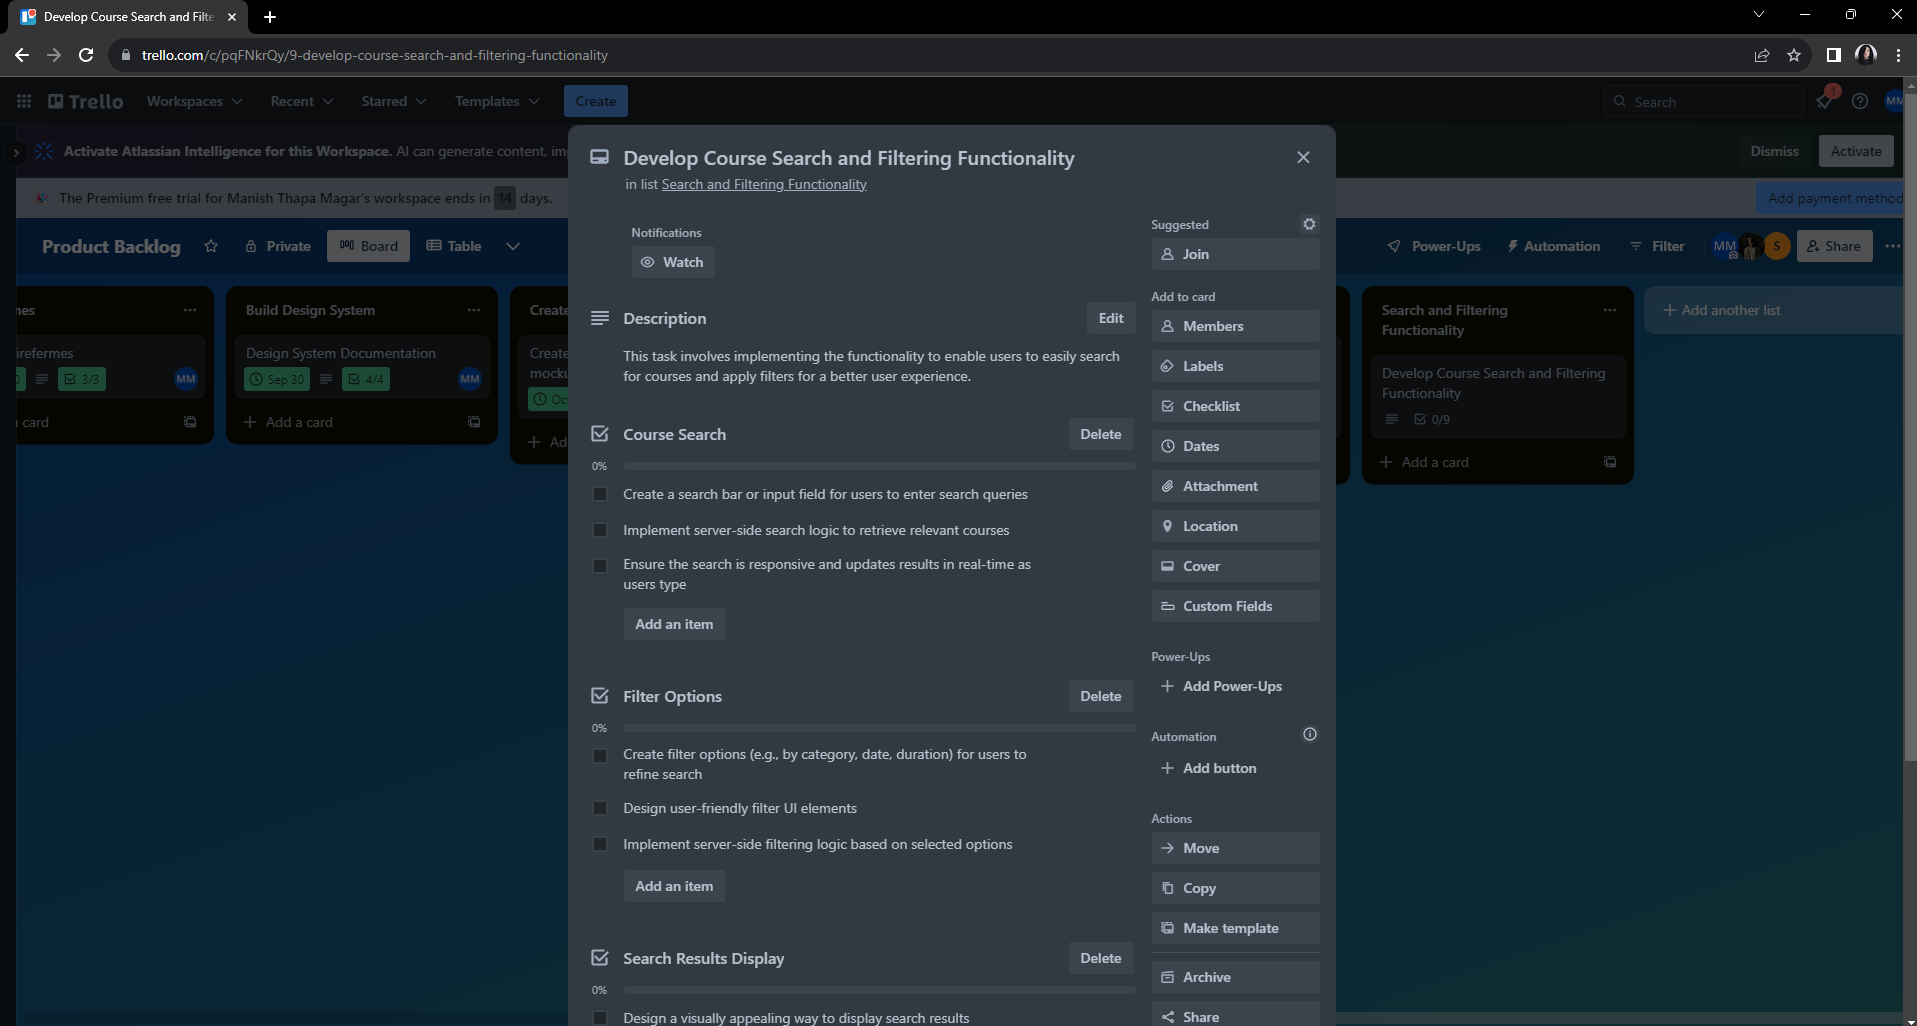 Develop Course Search and Filte
trello.com/c/pqFNkrQy/9-develop-course-search-and-filtering-functionality
Trello
Workspaces
Recent
Starred
Templates
Create
Search
1
MM
Activate Atlassian Intelligence for this Workspace. AI can generate content, im
Dismiss
Activate
The Premium free trial for Manish Thapa Magar's workspace ends in 14 days.
Add payment method
Product Backlog
Private
Board
Table
Power-Ups
Automation
Filter
MM
S
Share
nes
irefermes
3/3
MM
card
Build Design System
Design System Documentation
Sep 30
4/4
MM
Add a card
Create
Create
mocku
Oc
Ad
Develop Course Search and Filtering Functionality
in list Search and Filtering Functionality
Notifications
Watch
Description
Edit
This task involves implementing the functionality to enable users to easily search
for courses and apply filters for a better user experience.
Course Search
Delete
0%
Create a search bar or input field for users to enter search queries
Implement server-side search logic to retrieve relevant courses
Ensure the search is responsive and updates results in real-time as
users type
Add an item
Filter Options
Delete
0%
Create filter options (e.g., by category, date, duration) for users to
refine search
Design user-friendly filter UI elements
Implement server-side filtering logic based on selected options
Add an item
Search Results Display
Delete
0%
Design a visually appealing way to display search results
Suggested
Join
Add to card
Members
Labels
Checklist
Dates
Attachment
Location
Cover
Custom Fields
Power-Ups
Add Power-Ups
Automation
Add button
Actions
Move
Copy
Make template
Archive
Share
Search and Filtering
Functionality
Develop Course Search and Filtering
Functionality
0/9
Add a card
Add another list